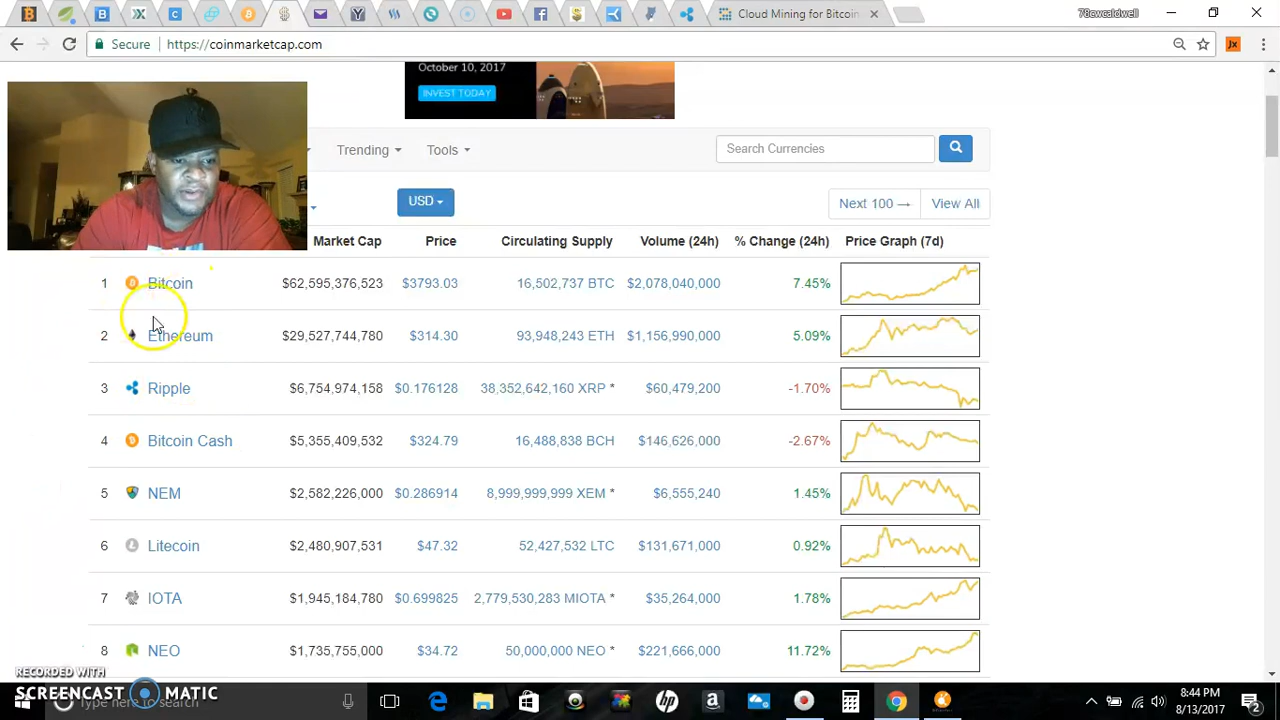 Cloud Mining for Bitcoin
78cwcaldwell
Secure
https://coinmarketcap.com
October 10, 2017
INVEST TODAY
Trending
Tools
Search Currencies
USD
Next 100 →
View All
Market Cap Price Circulating Supply Volume (24h) % Change (24h) Price Graph (7d)
1 Bitcoin $62,595,376,523 $3793.03 16,502,737 BTC $2,078,040,000 7.45%
2 Ethereum $29,527,744,780 $314.30 93,948,243 ETH $1,156,990,000 5.09%
3 Ripple $6,754,974,158 $0.176128 38,352,642,160 XRP * $60,479,200 -1.70%
4 Bitcoin Cash $5,355,409,532 $324.79 16,488,838 BCH $146,626,000 -2.67%
5 NEM $2,582,226,000 $0.286914 8,999,999,999 XEM * $6,555,240 1.45%
6 Litecoin $2,480,907,531 $47.32 52,427,532 LTC $131,671,000 0.92%
7 IOTA $1,945,184,780 $0.699825 2,779,530,283 MIOTA * $35,264,000 1.78%
8 NEO $1,735,755,000 $34.72 50,000,000 NEO * $221,666,000 11.72%
RECORDED WITH
SCREENCAST MATIC
Type here to search
8:44 PM
8/13/2017
2